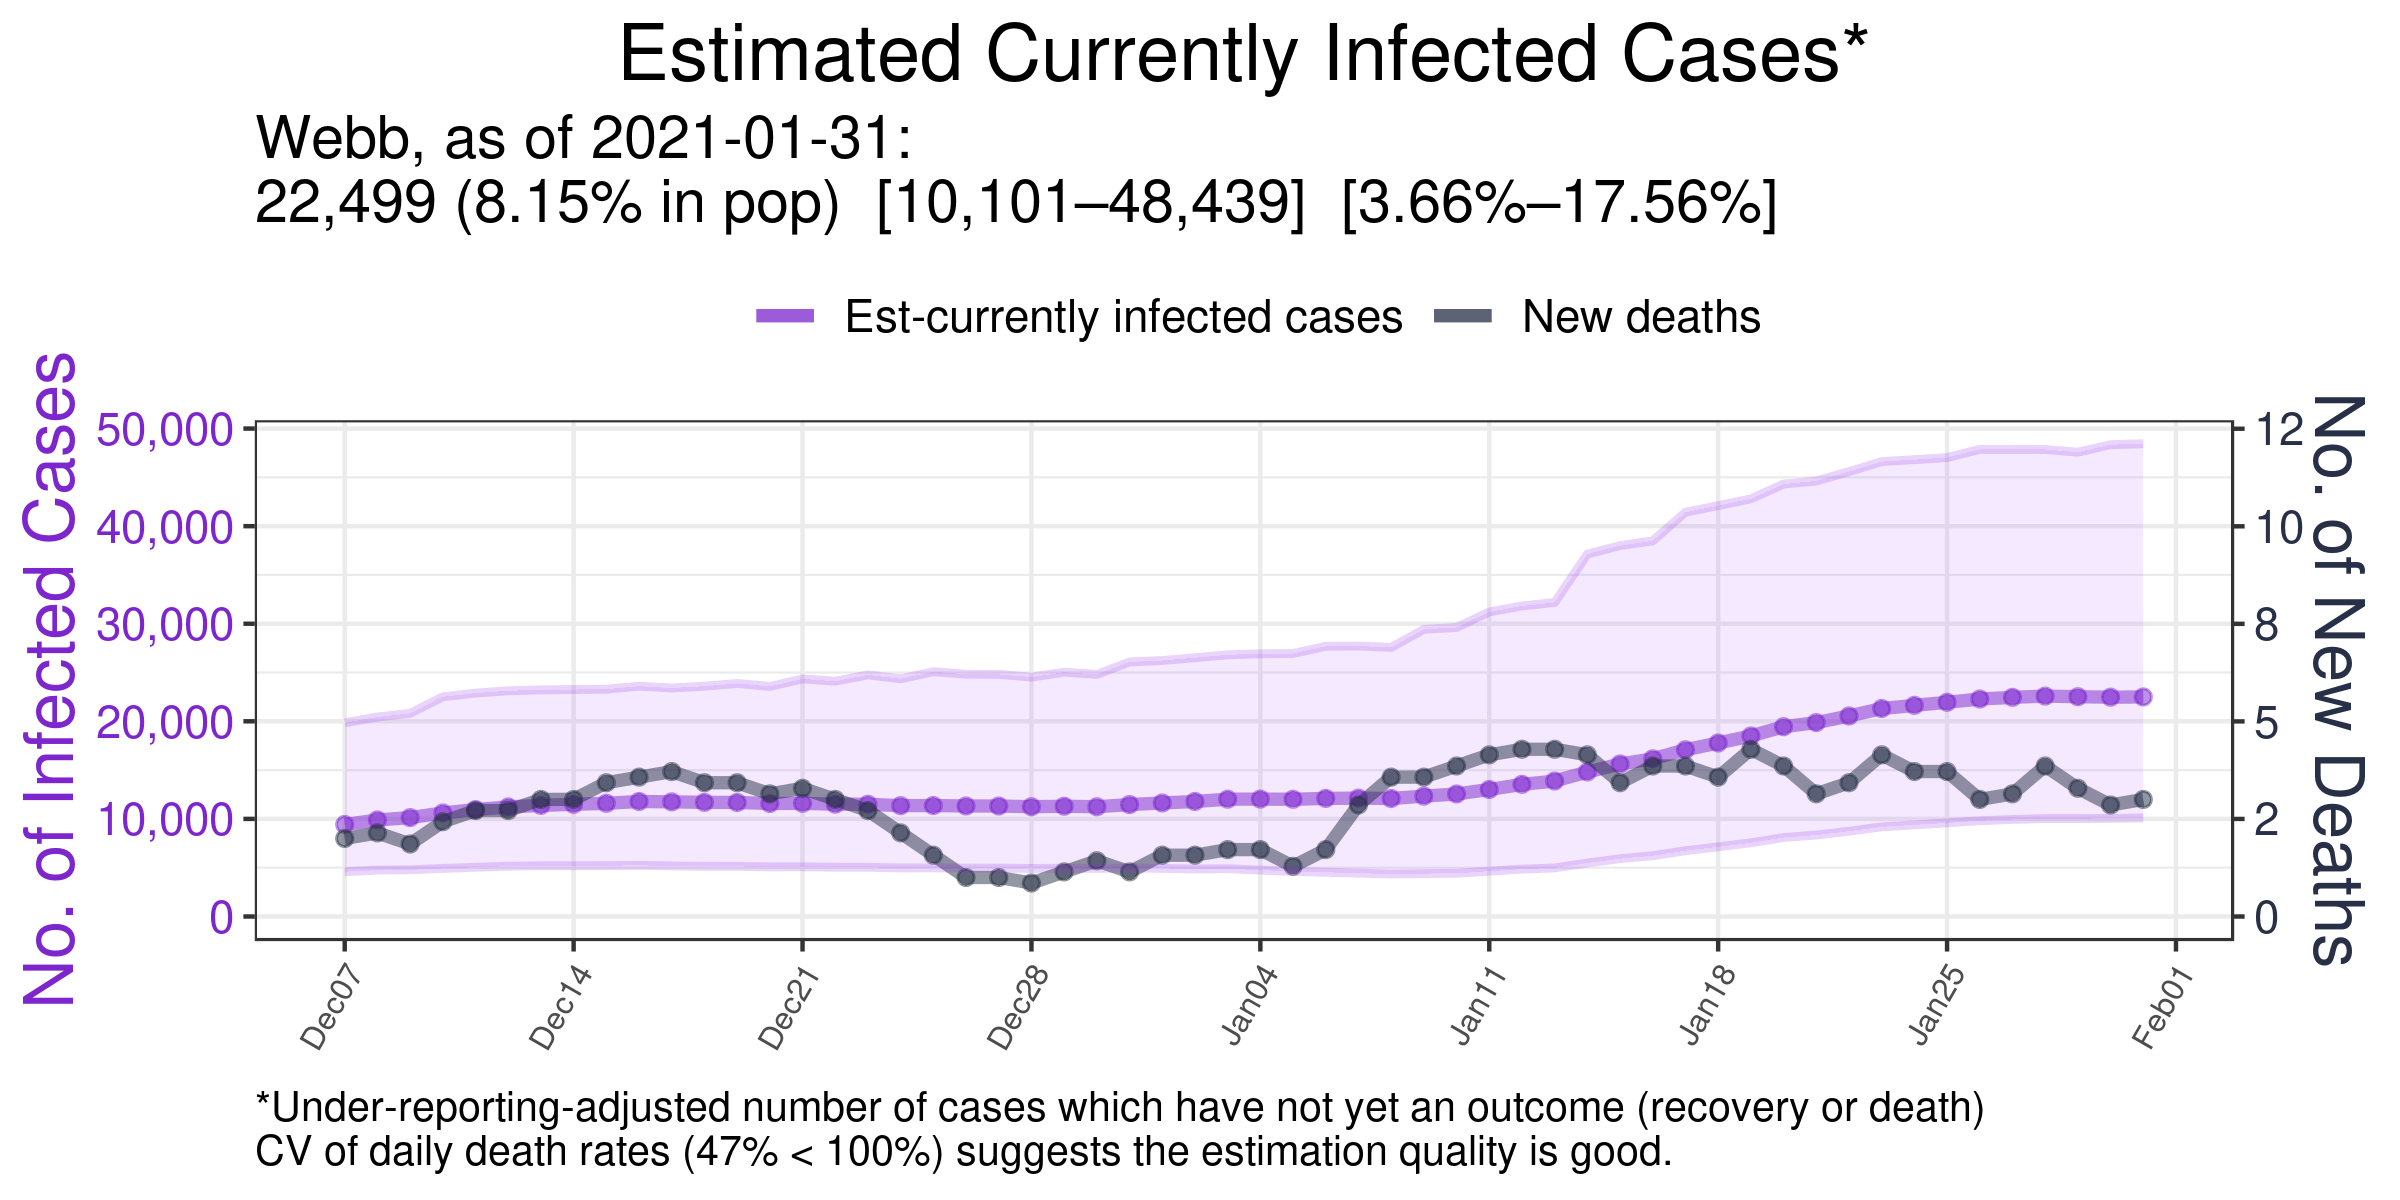 Estimated Currently Infected Cases*
Webb, as of 2021-01-31:
22,499 (8.15% in pop)  [10,101–48,439]  [3.66%–17.56%]
Est-currently infected cases
New deaths
No. of Infected Cases
50,000
40,000
30,000
20,000
10,000
0
12
10
8
5
2
0
No. of New Deaths
Dec07
Dec14
Dec21
Dec28
Jan04
Jan11
Jan18
Jan25
Feb01
*Under-reporting-adjusted number of cases which have not yet an outcome (recovery or death)
CV of daily death rates (47% < 100%) suggests the estimation quality is good.